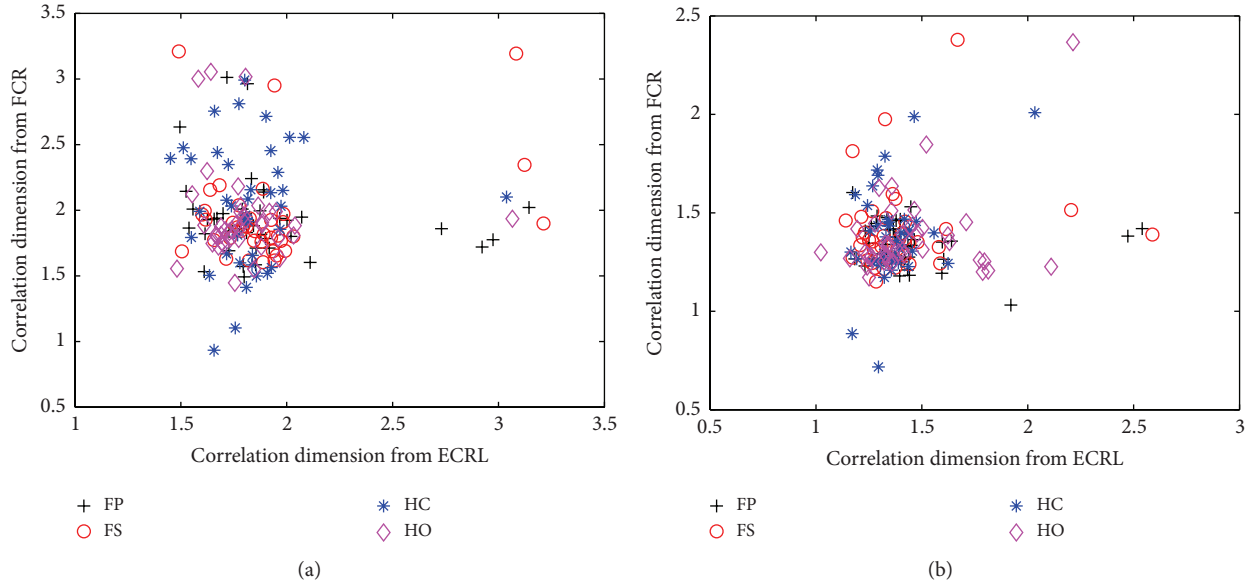 3.5
3
2.5
2
1.5
1
0.5
Correlation dimension from FCR
1 1.5 2 2.5 3 3.5
Correlation dimension from ECRL
FP HC
FS HO
(a)
2.5
2
1.5
1
0.5
Correlation dimension from FCR
0.5 1 1.5 2 2.5 3
Correlation dimension from ECRL
FP HC
FS HO
(b)